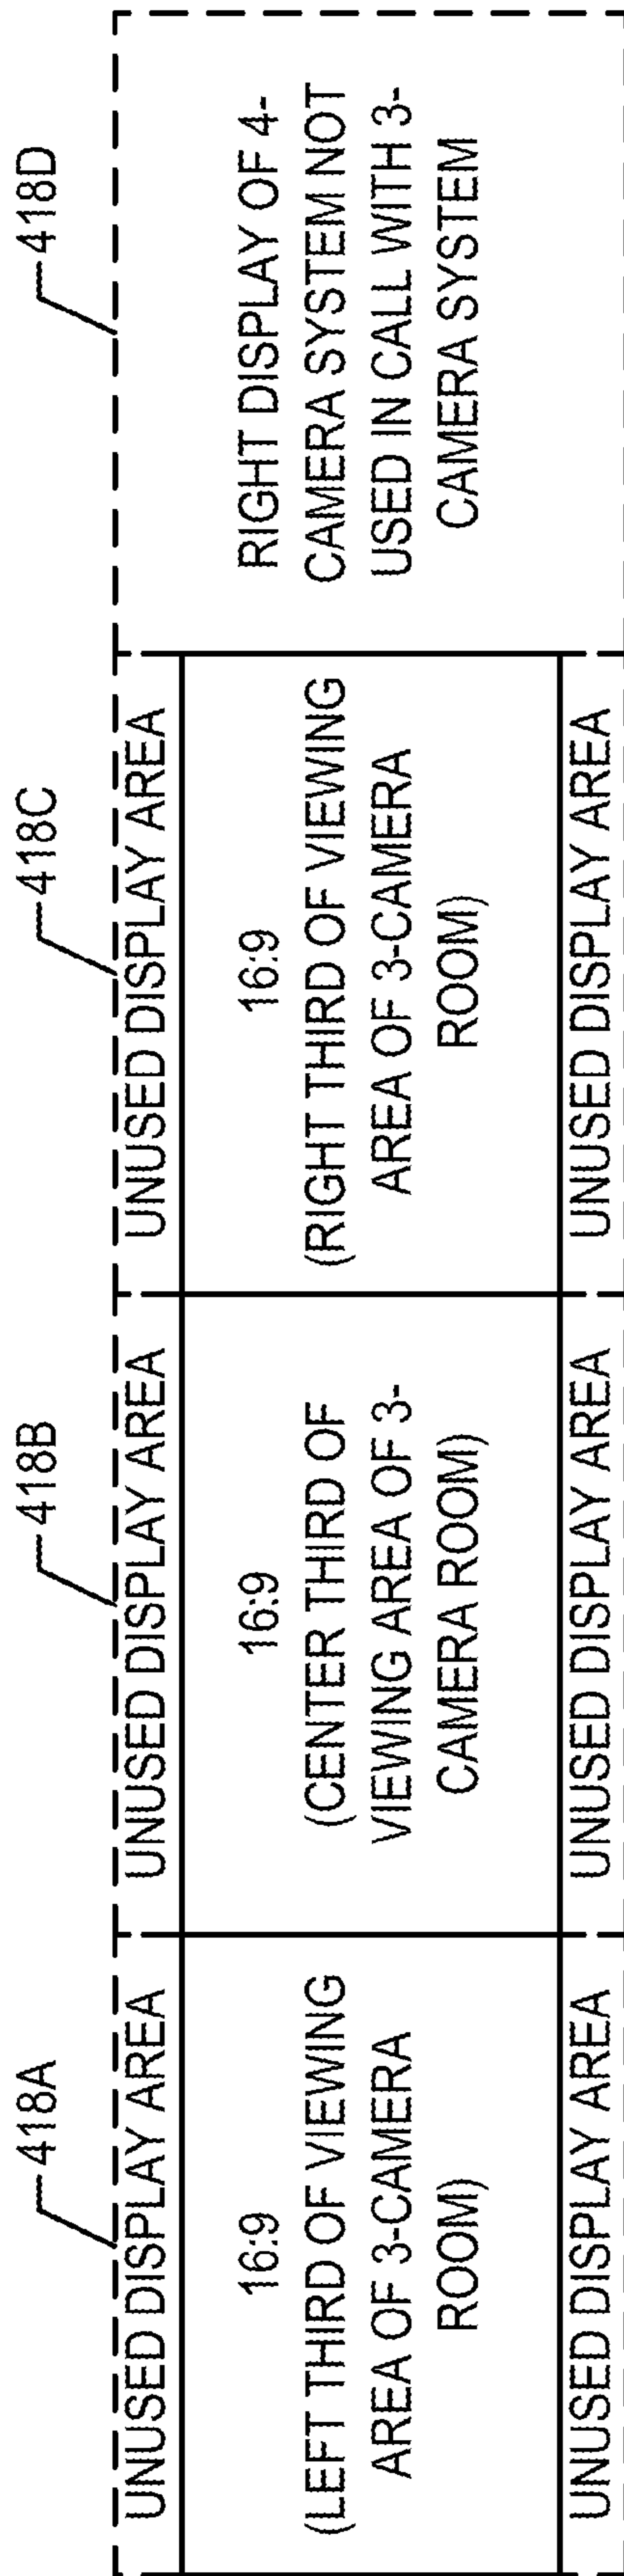 418A
UNUSED DISPLAY AREA
16:9
(LEFT THIRD OF VIEWING
AREA OF 3-CAMERA
ROOM)
UNUSED DISPLAY AREA
418B
UNUSED DISPLAY AREA
16:9
(CENTER THIRD OF
VIEWING AREA OF 3-
CAMERA ROOM)
UNUSED DISPLAY AREA
418C
UNUSED DISPLAY AREA
16:9
(RIGHT THIRD OF VIEWING
AREA OF 3-CAMERA
ROOM)
UNUSED DISPLAY AREA
418D
RIGHT DISPLAY OF 4-
CAMERA SYSTEM NOT
USED IN CALL WITH 3-
CAMERA SYSTEM